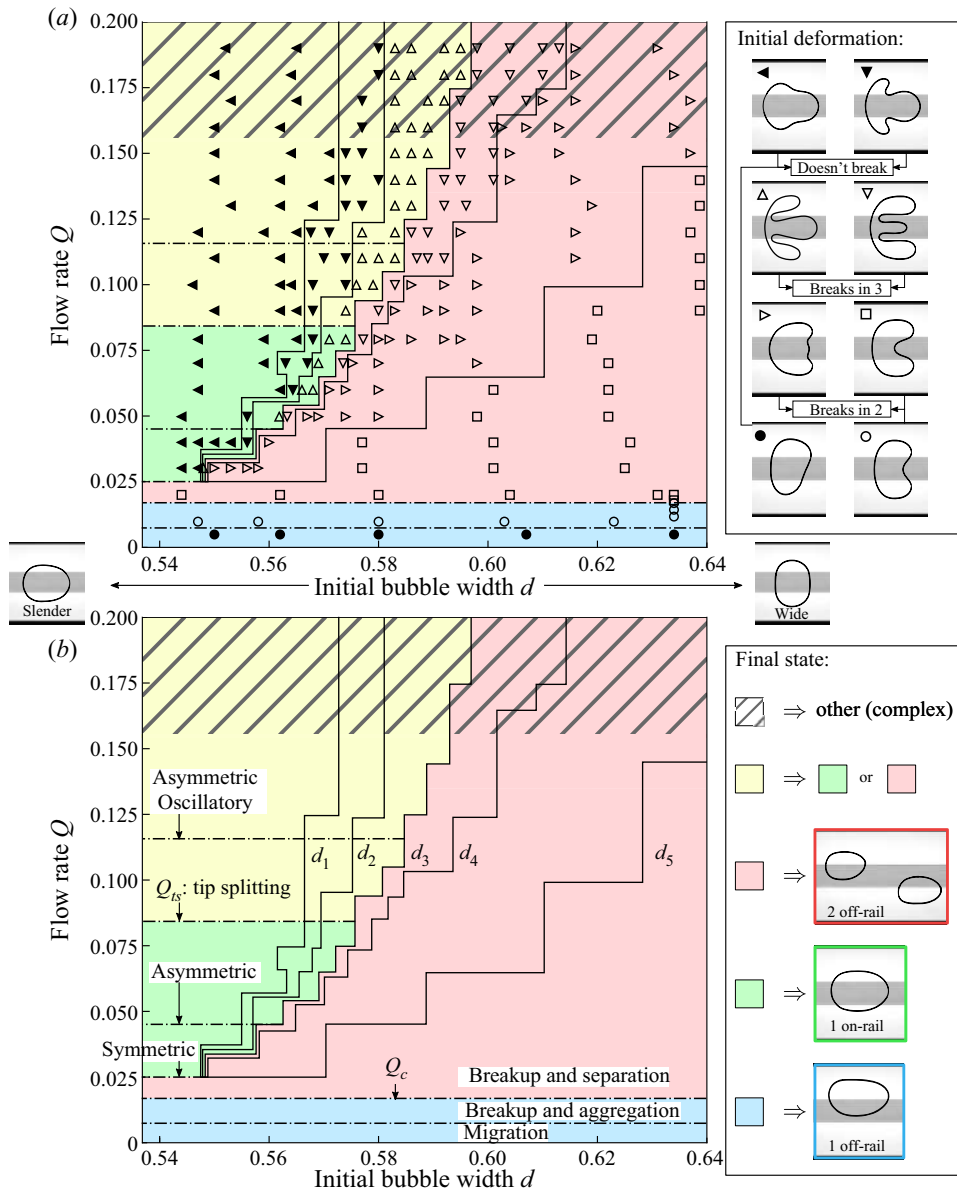 (a)
0.200
0.175
0.150
0.125
0.100
0.075
0.050
0.025
0
Flow rate Q
0.54 0.56 0.58 0.60 0.62 0.64
Initial bubble width d
Slender
Wide
Initial deformation:
Doesn't break
Breaks in 3
Breaks in 2
(b)
0.200
0.175
0.150
0.125
0.100
0.075
0.050
0.025
0
Flow rate Q
Asymmetric
Oscillatory
d1 d2 d3 d4 d5
Qts: tip splitting
Asymmetric
Symmetric
Qc
Breakup and separation
Breakup and aggregation
Migration
0.54 0.56 0.58 0.60 0.62 0.64
Initial bubble width d
Final state:
⇒ other (complex)
⇒ or
⇒ 2 off-rail
⇒ 1 on-rail
⇒ 1 off-rail